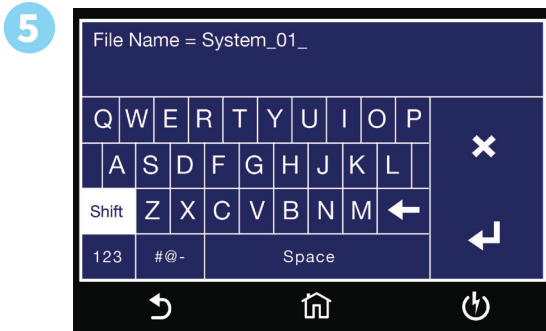 5
File Name = System_01_
Q W E R T Y U I O P
A S D F G H J K L
Shift Z X C V B N M
123 #@- Space